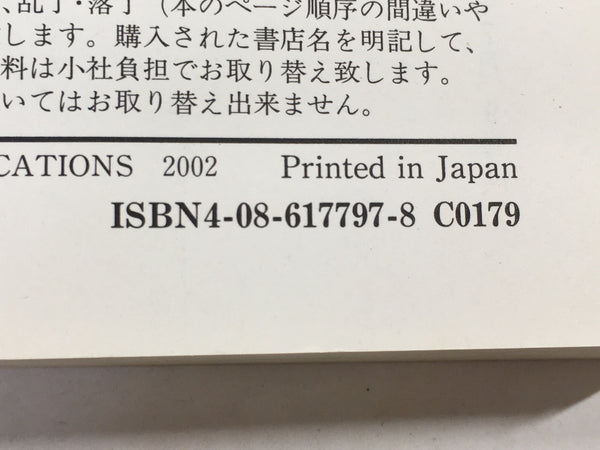 、乱丁・落丁（本のページ順序の間違いや
します。購入された書店名を明記して、
料は小社負担でお取り替え致します。
いてはお取り替え出来ません。
CATIONS 2002 Printed in Japan
ISBN4-08-617797-8 C0179